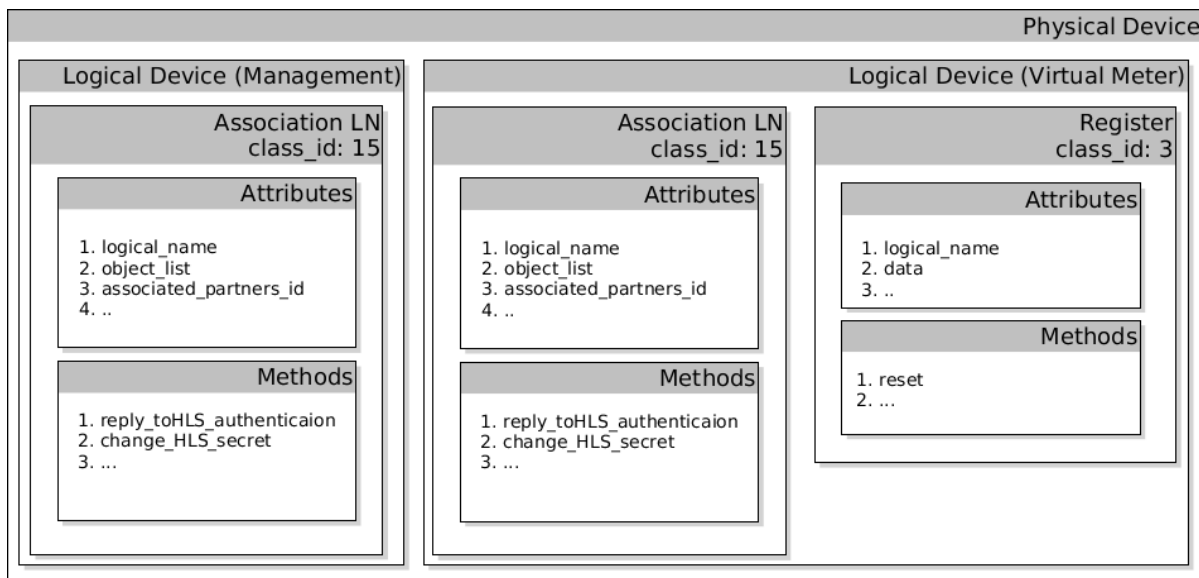 Physical Device
Logical Device (Management)
Association LN
class_id: 15
Attributes
1. logical_name
2. object_list
3. associated_partners_id
4. ..
Methods
1. reply_toHLS_authenticaion
2. change_HLS_secret
3. ...
Logical Device (Virtual Meter)
Association LN
class_id: 15
Attributes
1. logical_name
2. object_list
3. associated_partners_id
4. ..
Methods
1. reply_toHLS_authenticaion
2. change_HLS_secret
3. ...
Register
class_id: 3
Attributes
1. logical_name
2. data
3. ..
Methods
1. reset
2. ...